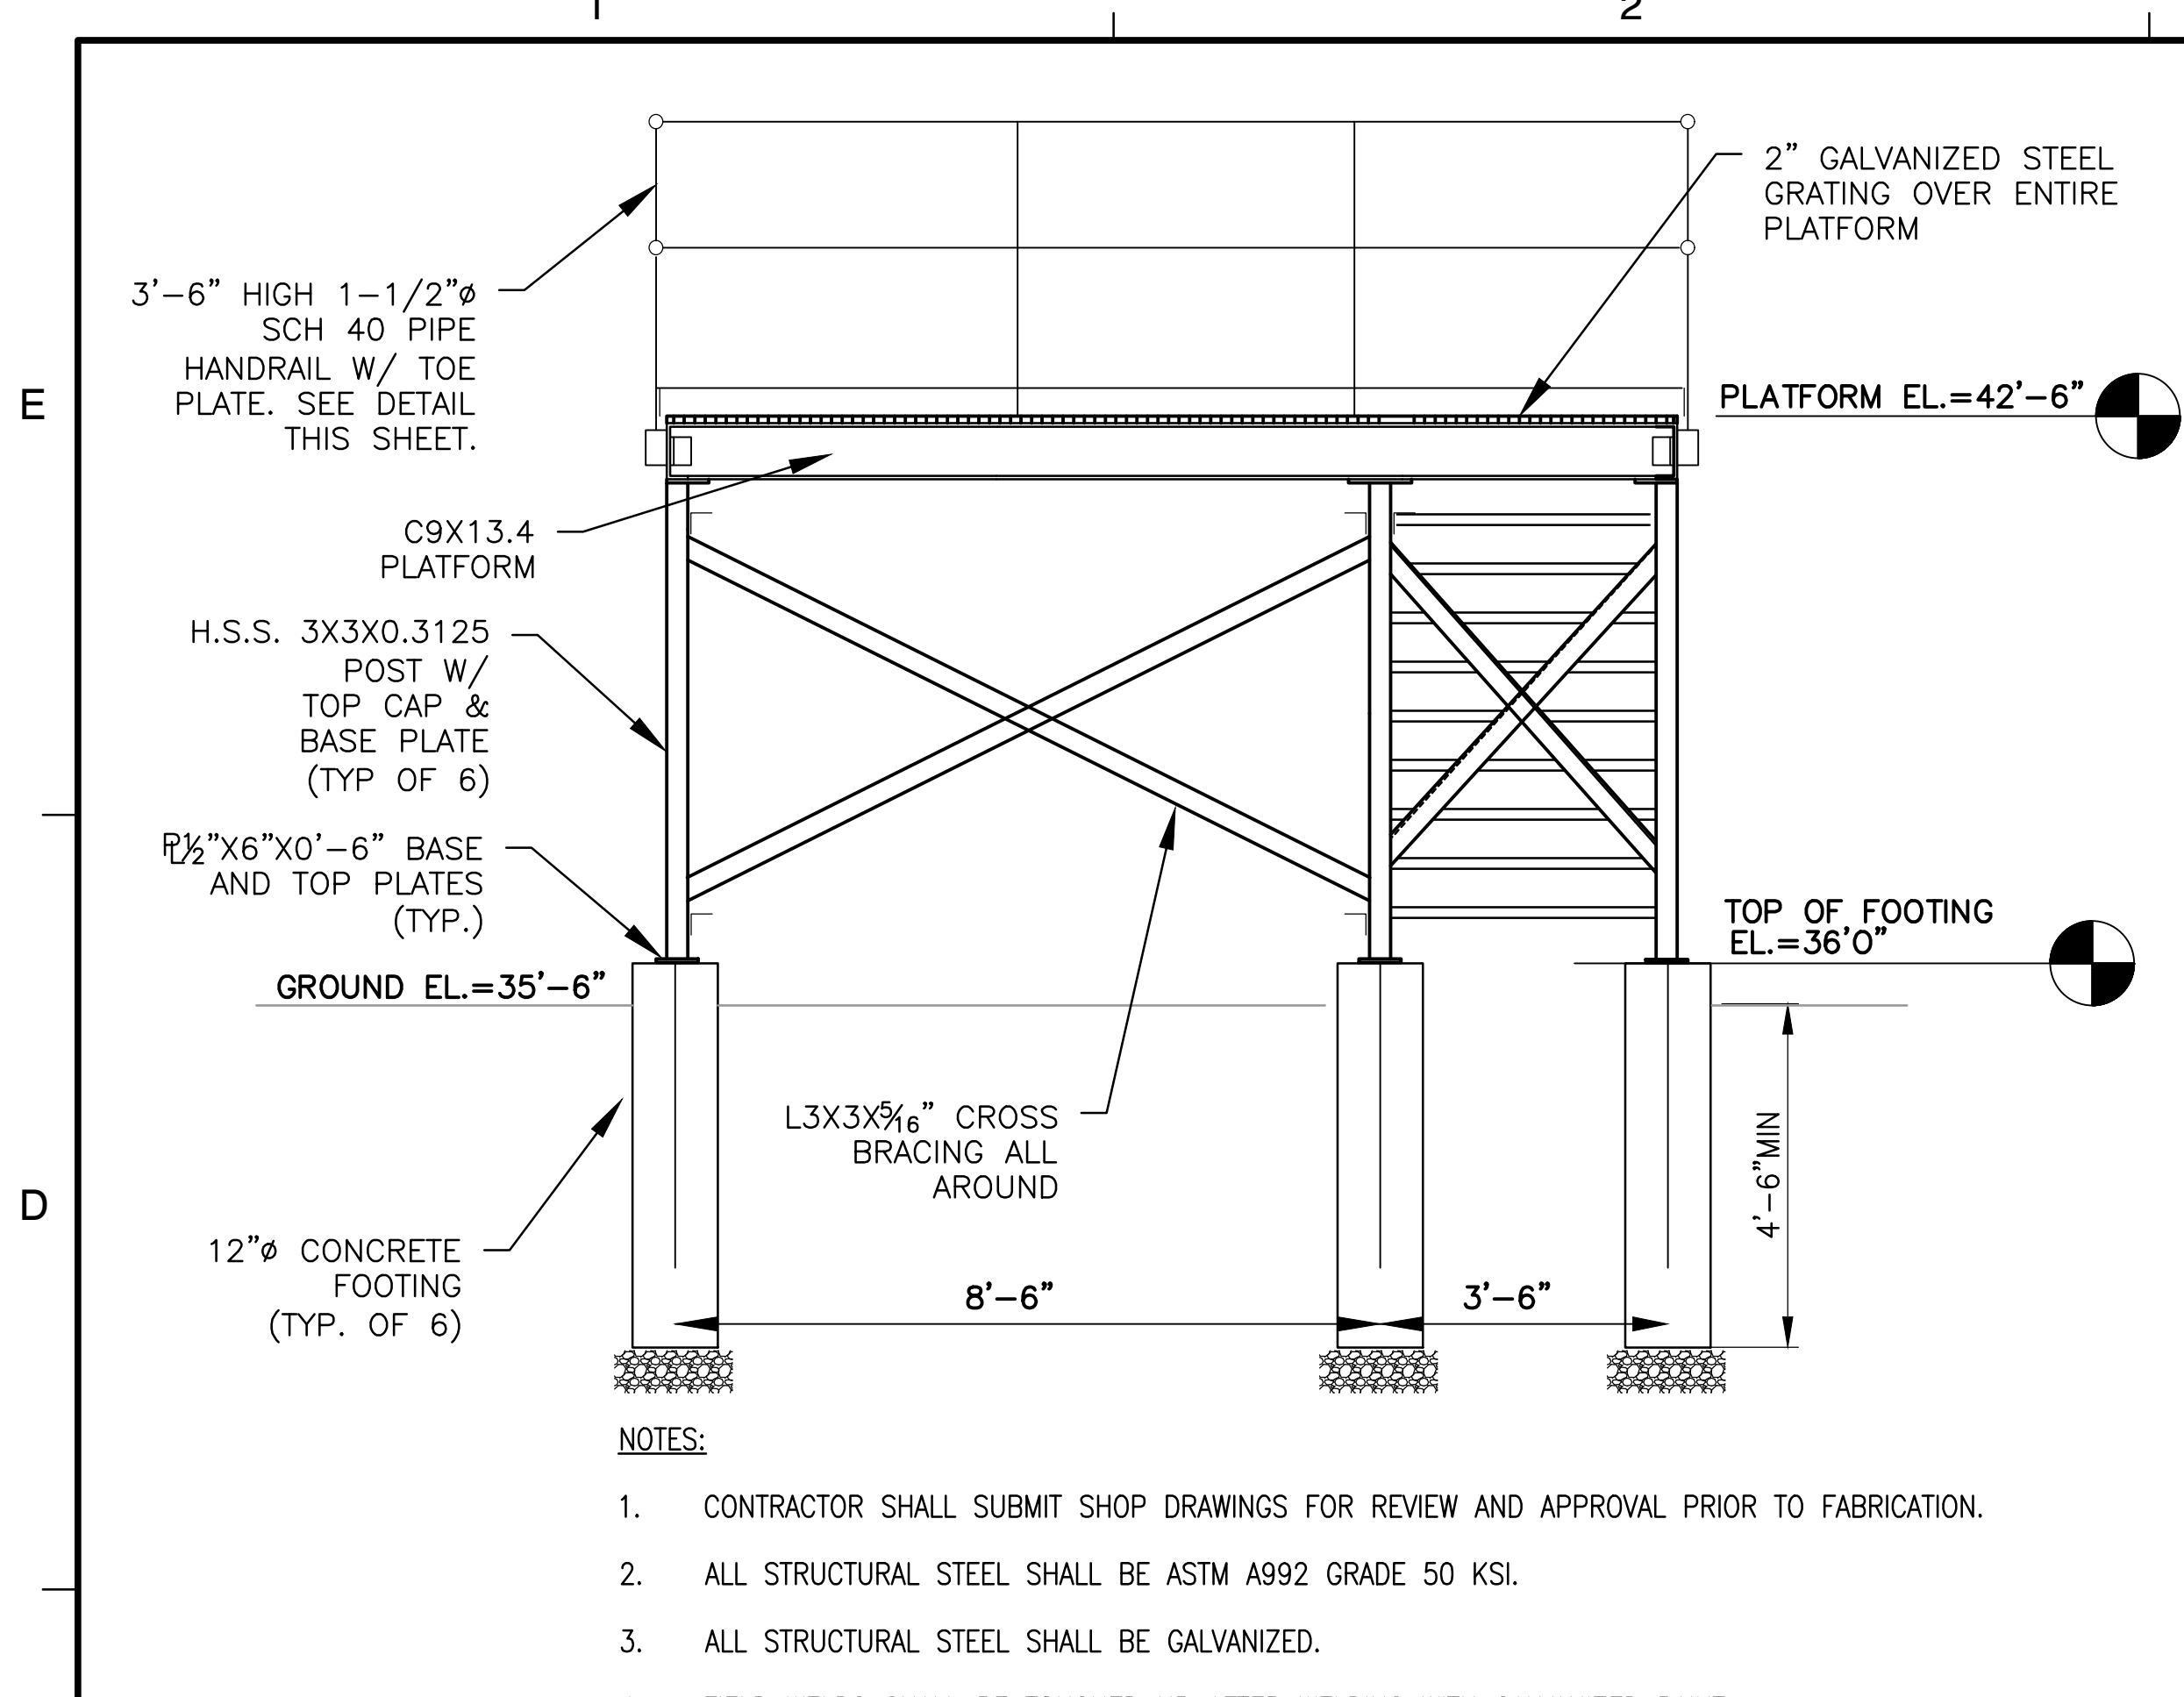 1
2
E
D
3'-6" HIGH 1-1/2"ø
SCH 40 PIPE
HANDRAIL W/ TOE
PLATE. SEE DETAIL
THIS SHEET.
2" GALVANIZED STEEL
GRATING OVER ENTIRE
PLATFORM
PLATFORM EL.=42'-6"
C9X13.4
PLATFORM
H.S.S. 3X3X0.3125
POST W/
TOP CAP &
BASE PLATE
(TYP OF 6)
PL½"X6"X0'-6" BASE
AND TOP PLATES
(TYP.)
TOP OF FOOTING
EL.=36'0"
GROUND EL.=35'-6"
L3X3X5⁄16" CROSS
BRACING ALL
AROUND
4'-6"MIN
12"ø CONCRETE
FOOTING
(TYP. OF 6)
8'-6"
3'-6"
NOTES:
1. CONTRACTOR SHALL SUBMIT SHOP DRAWINGS FOR REVIEW AND APPROVAL PRIOR TO FABRICATION.
2. ALL STRUCTURAL STEEL SHALL BE ASTM A992 GRADE 50 KSI.
3. ALL STRUCTURAL STEEL SHALL BE GALVANIZED.